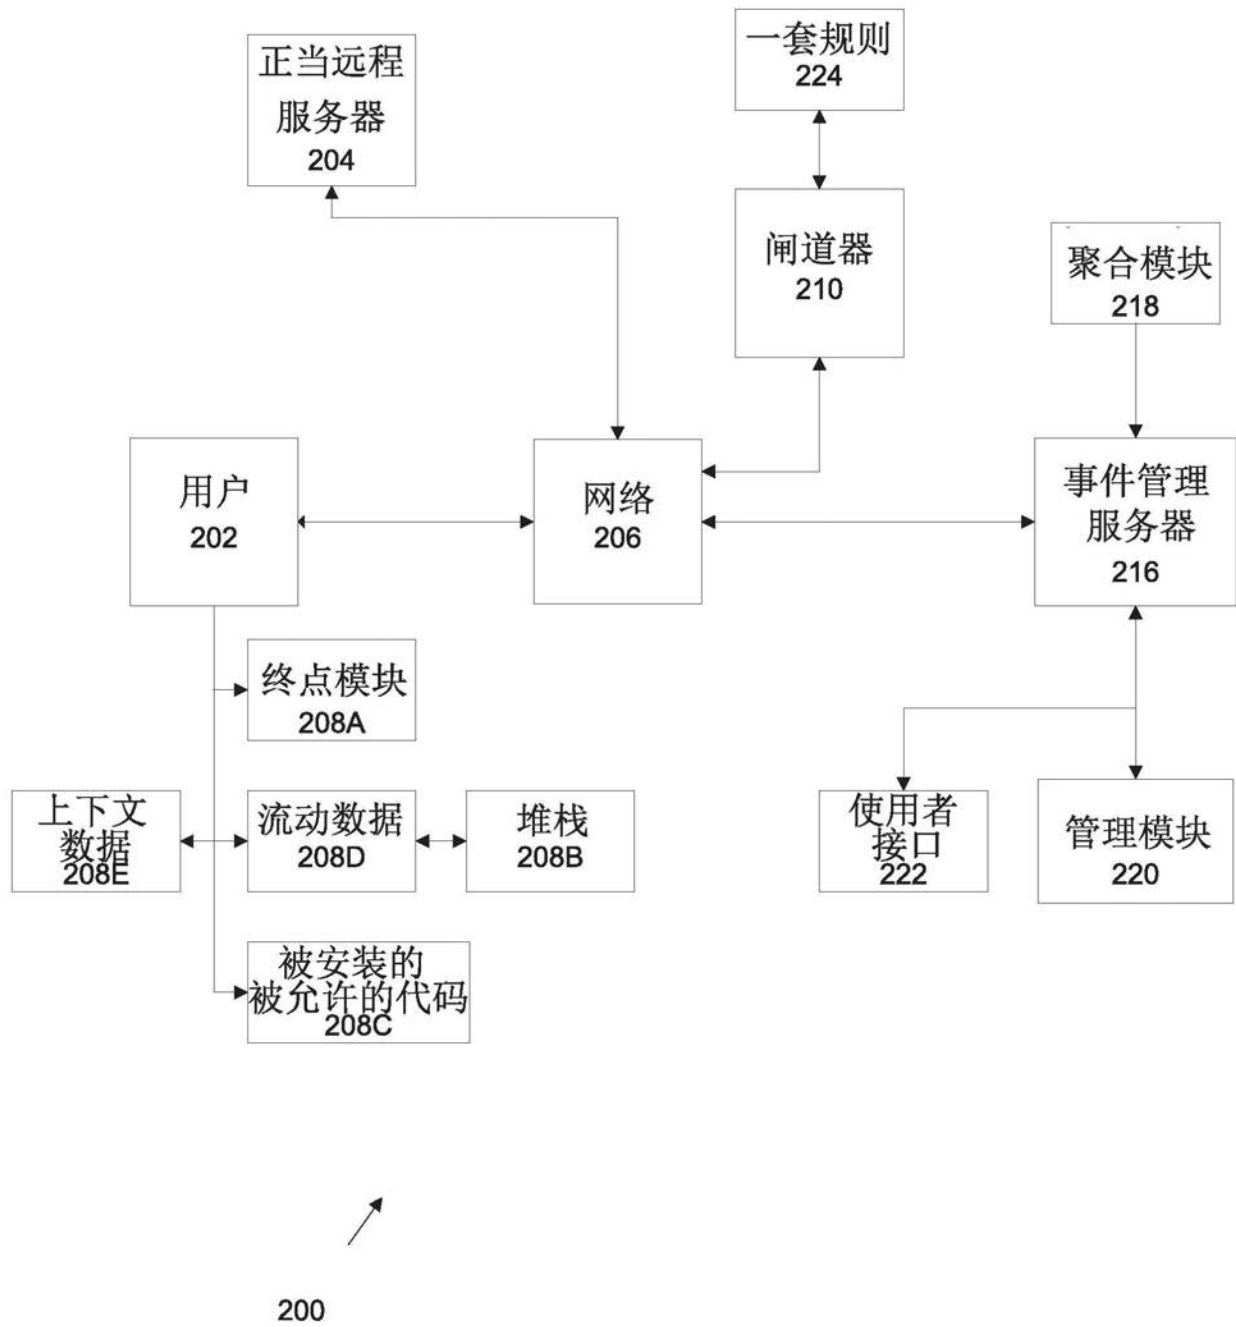 正当远程
服务器
204
一套规则
224
闸道器
210
聚合模块
218
用户
202
网络
206
事件管理
服务器
216
终点模块
208A
上下文
数据
208E
流动数据
208D
堆栈
208B
使用者
接口
222
管理模块
220
被安装的
被允许的代码
208C
200